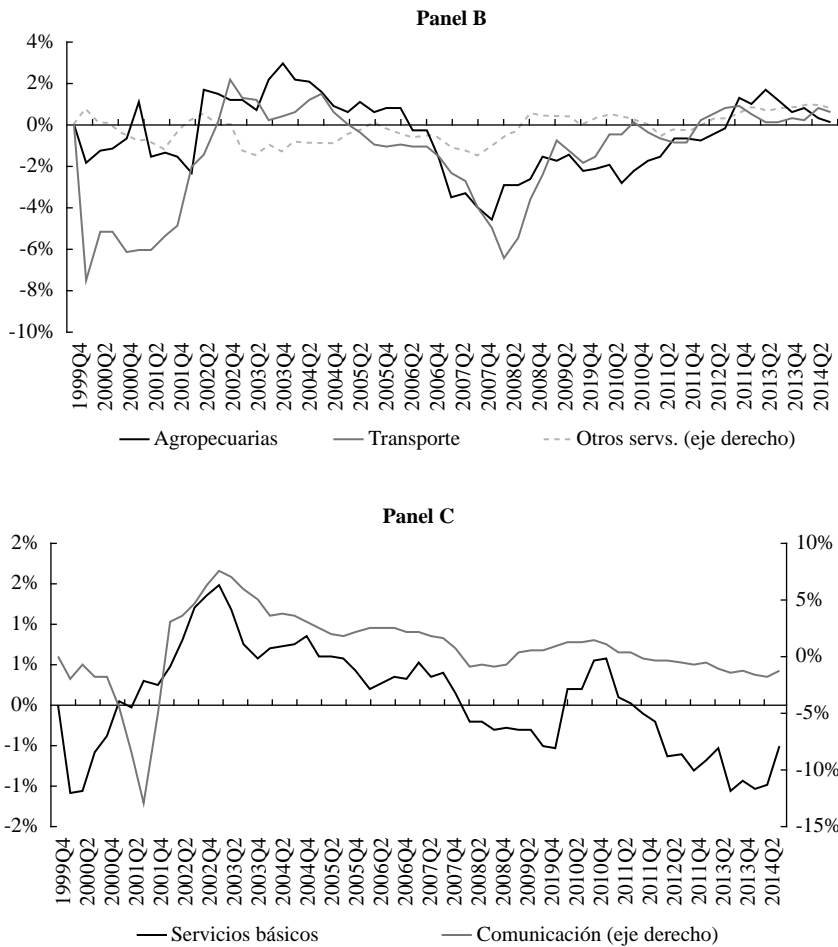 Panel B
4%
2%
0%
-2%
-4%
-6%
-8%
-10%
1999Q4
2000Q2
2000Q4
2001Q2
2001Q4
2002Q2
2002Q4
2003Q2
2003Q4
2004Q2
2004Q4
2005Q2
2005Q4
2006Q2
2006Q4
2007Q2
2007Q4
2008Q2
2008Q4
2009Q2
2019Q4
2010Q2
2010Q4
2011Q2
2011Q4
2012Q2
2011Q4
2013Q2
2013Q4
2014Q2
Agropecuarias Transporte Otros servs. (eje derecho)
Panel C
2%
2%
1%
1%
0%
-1%
-1%
-2%
10%
5%
0%
-5%
-10%
-15%
1999Q4
2000Q2
2000Q4
2001Q2
2001Q4
2002Q2
2002Q4
2003Q2
2003Q4
2004Q2
2004Q4
2005Q2
2005Q4
2006Q2
2006Q4
2007Q2
2007Q4
2008Q2
2008Q4
2009Q2
2009Q4
2010Q2
2010Q4
2011Q2
2011Q4
2012Q2
2012Q4
2013Q2
2013Q4
2014Q2
Servicios básicos Comunicación (eje derecho)